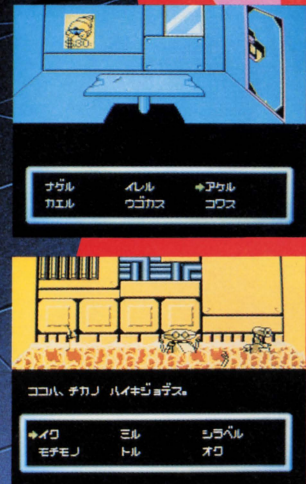 $30
ナゲル イレル →アケル
カエル ウゴカス コワス
ココハ、チカノ ハイキジョデス。
→イク ミル シラベル
モチモノ トル オク